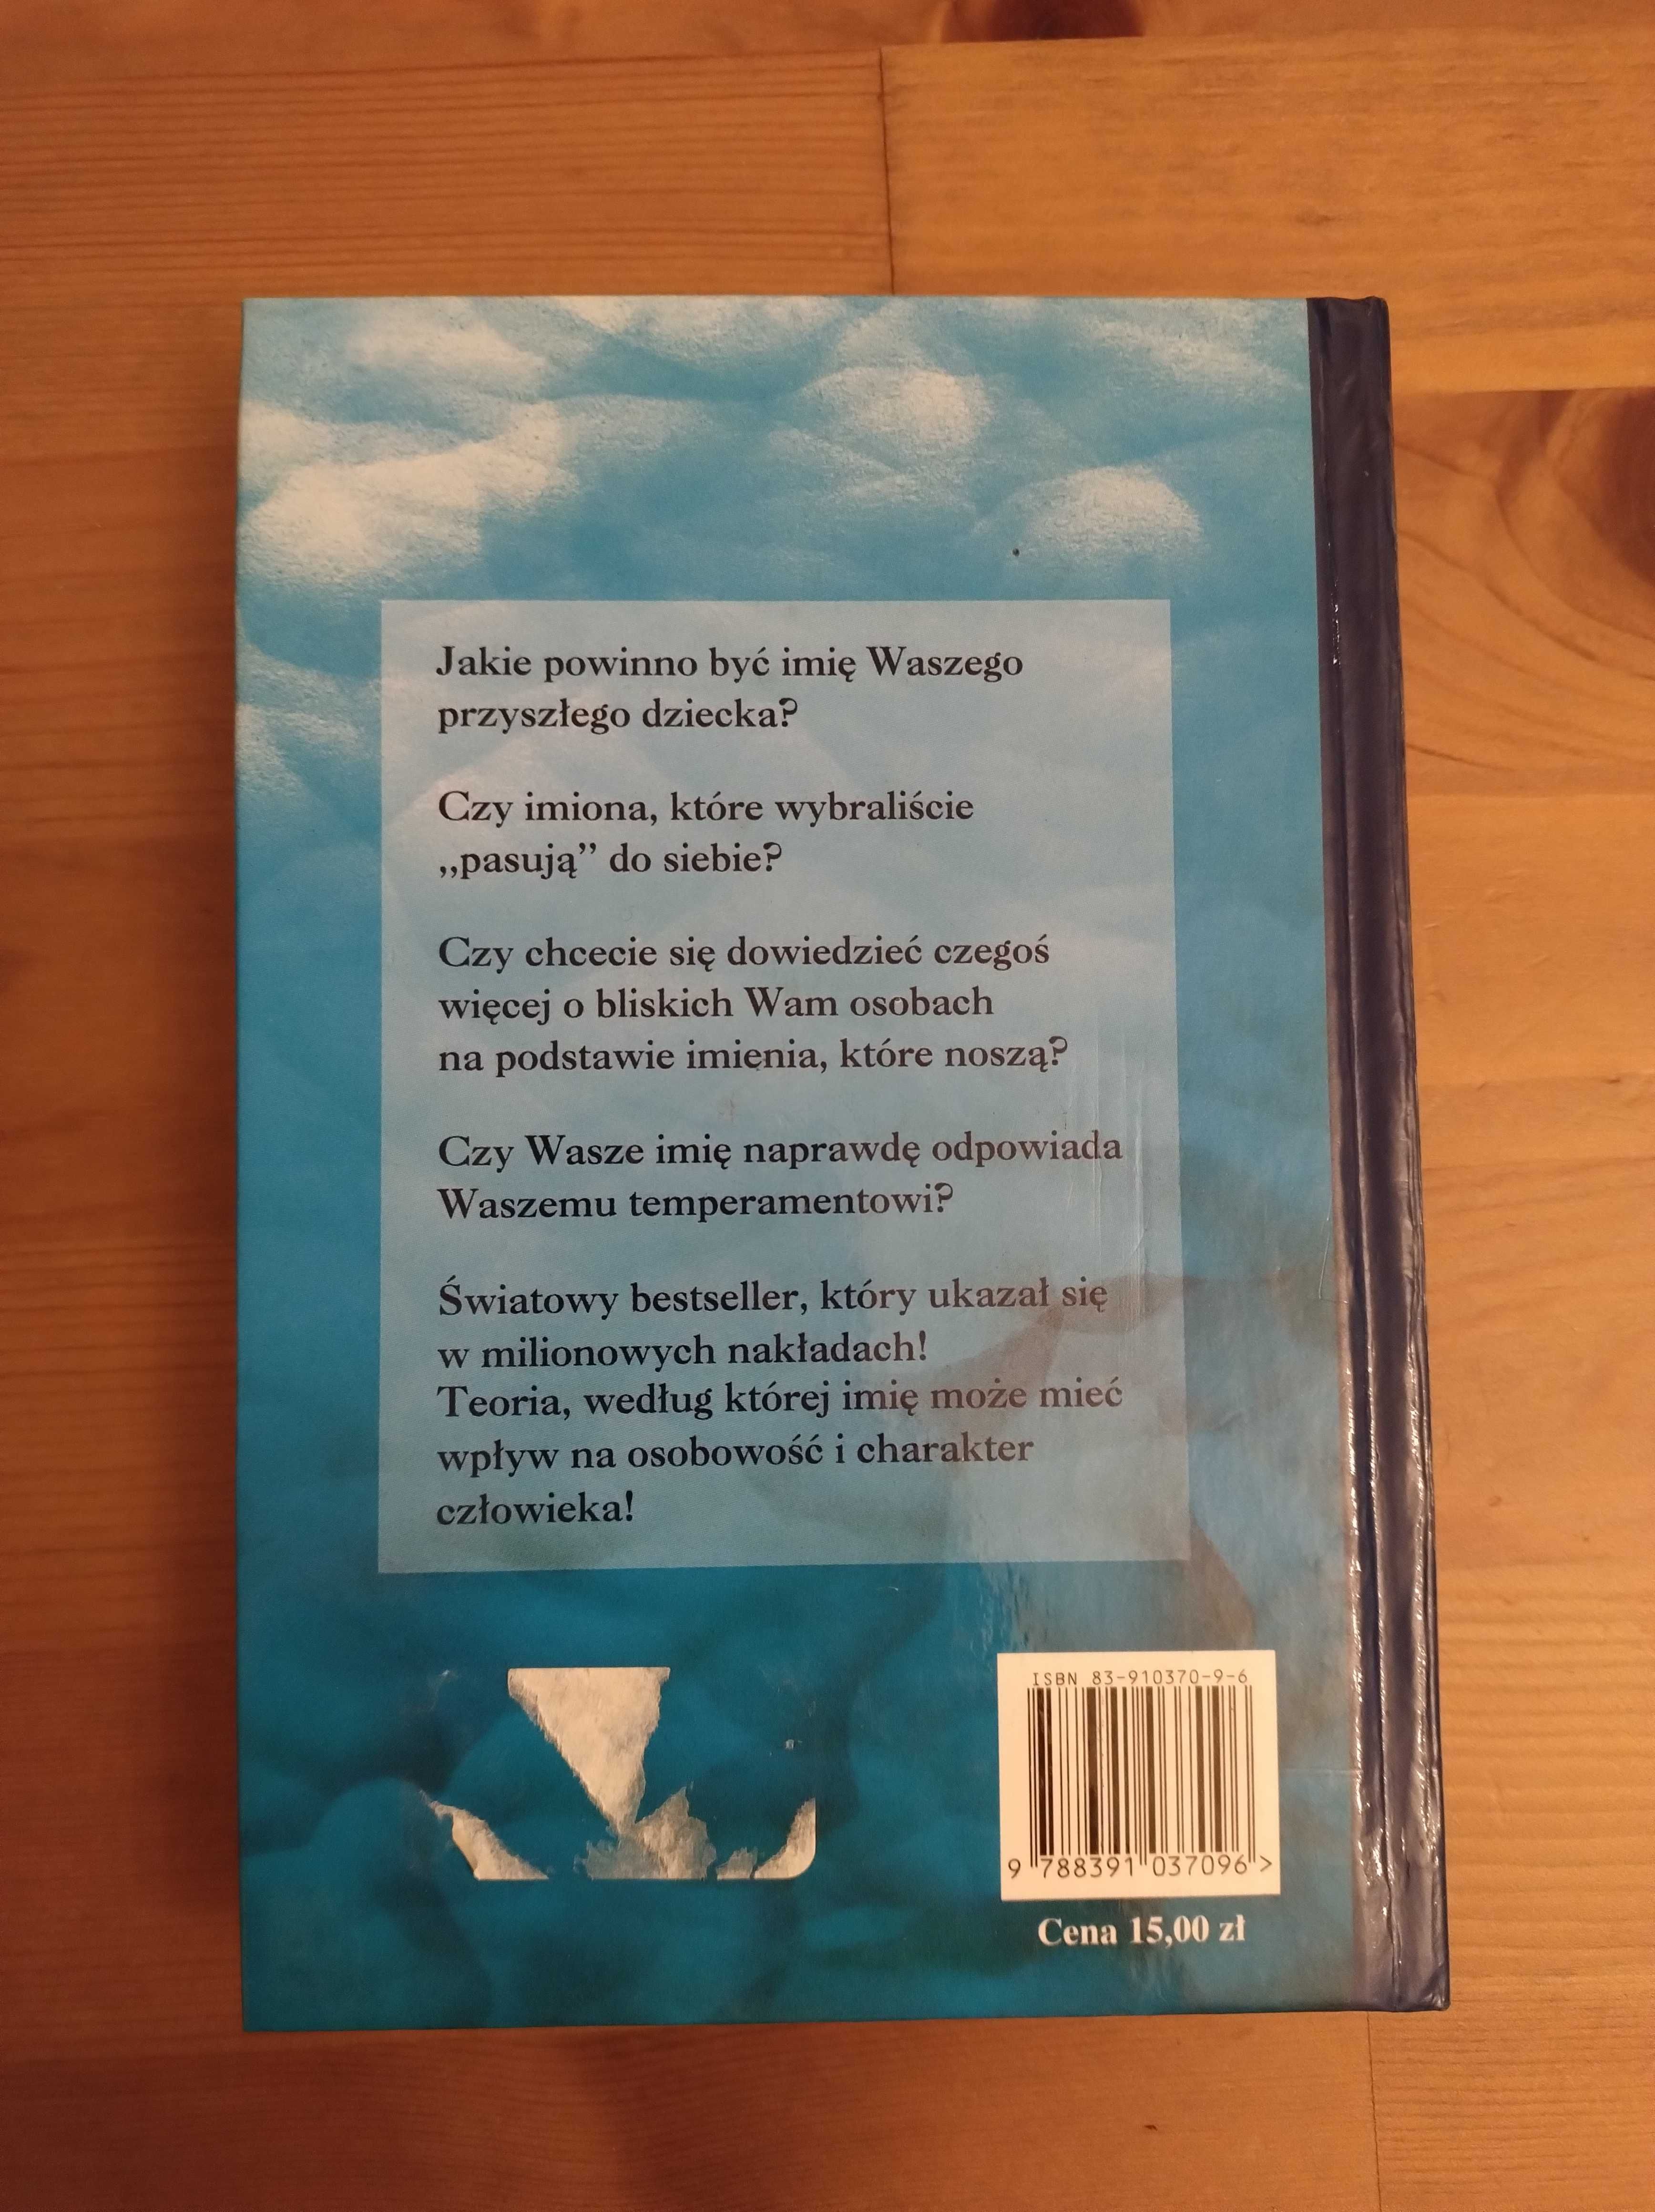 Jakie powinno być imię Waszego
przyszłego dziecka?
Czy imiona, które wybraliście
„pasują” do siebie?
Czy chcecie się dowiedzieć czegoś
więcej o bliskich Wam osobach
na podstawie imienia, które noszą?
Czy Wasze imię naprawdę odpowiada
Waszemu temperamentowi?
Światowy bestseller, który ukazał się
w milionowych nakładach!
Teoria, według której imię może mieć
wpływ na osobowość i charakter
człowieka!
ISBN 83-910370-9-6
9 788391 037096 >
Cena 15,00 zł